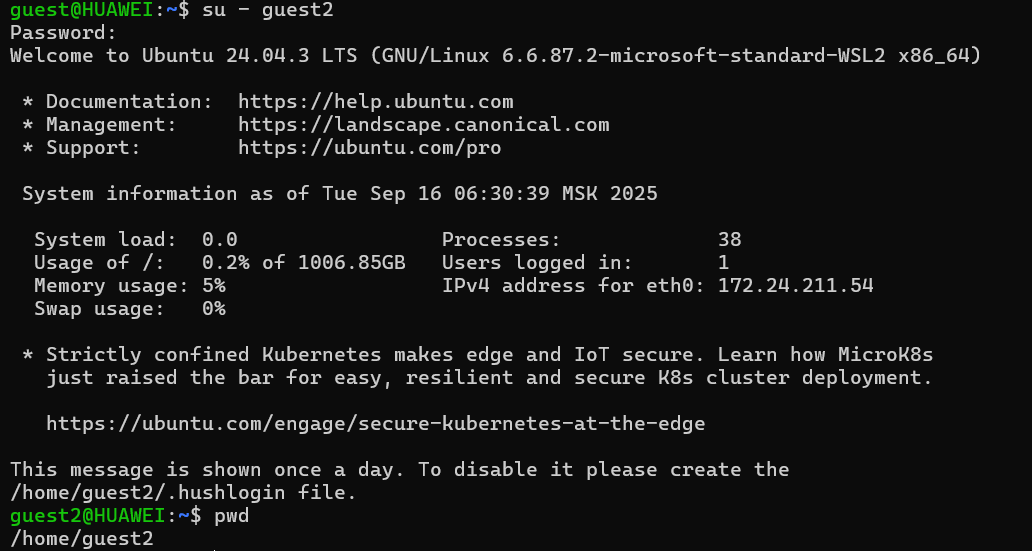 guest@HUAWEI:~$ su - guest2
Password:
Welcome to Ubuntu 24.04.3 LTS (GNU/Linux 6.6.87.2-microsoft-standard-WSL2 x86_64)
* Documentation:  https://help.ubuntu.com
* Management:     https://landscape.canonical.com
* Support:        https://ubuntu.com/pro
System information as of Tue Sep 16 06:30:39 MSK 2025
System load:  0.0                 Processes:             38
Usage of /:   0.2% of 1006.85GB   Users logged in:       1
Memory usage: 5%                  IPv4 address for eth0: 172.24.211.54
Swap usage:   0%
* Strictly confined Kubernetes makes edge and IoT secure. Learn how MicroK8s
just raised the bar for easy, resilient and secure K8s cluster deployment.
https://ubuntu.com/engage/secure-kubernetes-at-the-edge
This message is shown once a day. To disable it please create the
/home/guest2/.hushlogin file.
guest2@HUAWEI:~$ pwd
/home/guest2